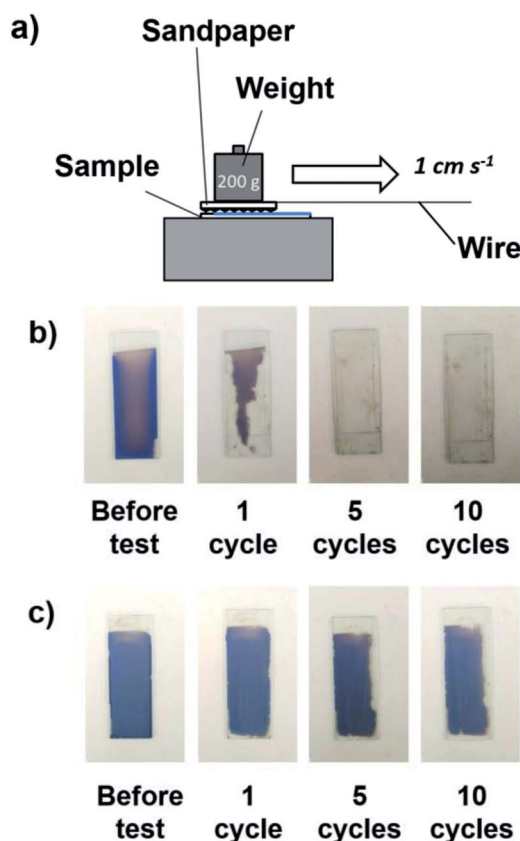 a)
Sandpaper
Weight
Sample
200 g
1 cm s⁻¹
Wire
b)
Before test
1 cycle
5 cycles
10 cycles
c)
Before test
1 cycle
5 cycles
10 cycles